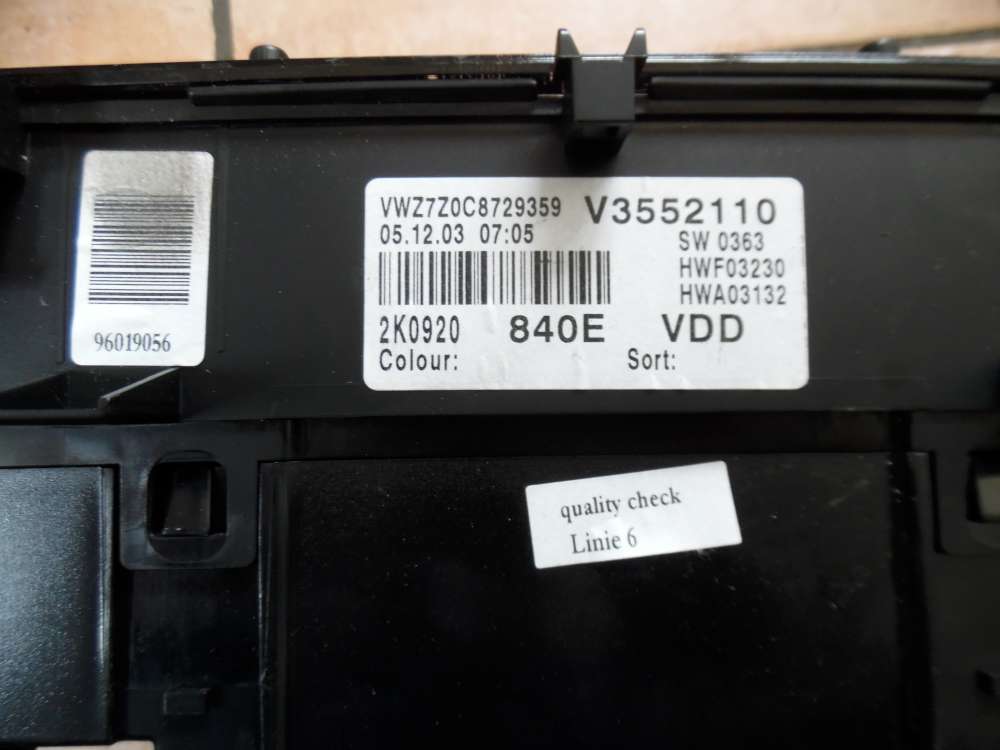 VWZ7Z0C8729359 V3552110
05.12.03 07:05 SW 0363
HWF03230
HWA03132
2K0920 840E VDD
Colour: Sort:
96019056
quality check
Linie 6